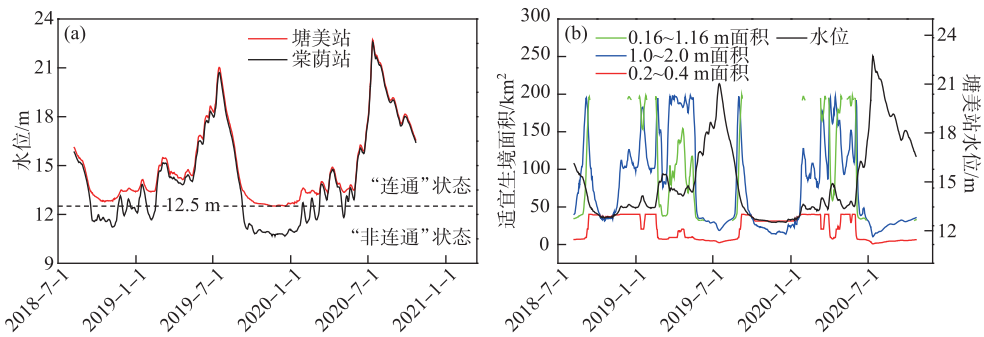 (a)
塘美站
棠荫站
水位/m
24
21
18
15
12
9
12.5 m
“连通”状态
“非连通”状态
2018-7-1
2019-1-1
2019-7-1
2020-1-1
2020-7-1
2021-1-1
(b)
0.16~1.16 m面积
水位
1.0~2.0 m面积
0.2~0.4 m面积
适宜生境面积/km²
300
250
200
150
100
50
0
塘美站水位/m
24
21
18
15
12
2018-7-1
2019-1-1
2019-7-1
2020-1-1
2020-7-1